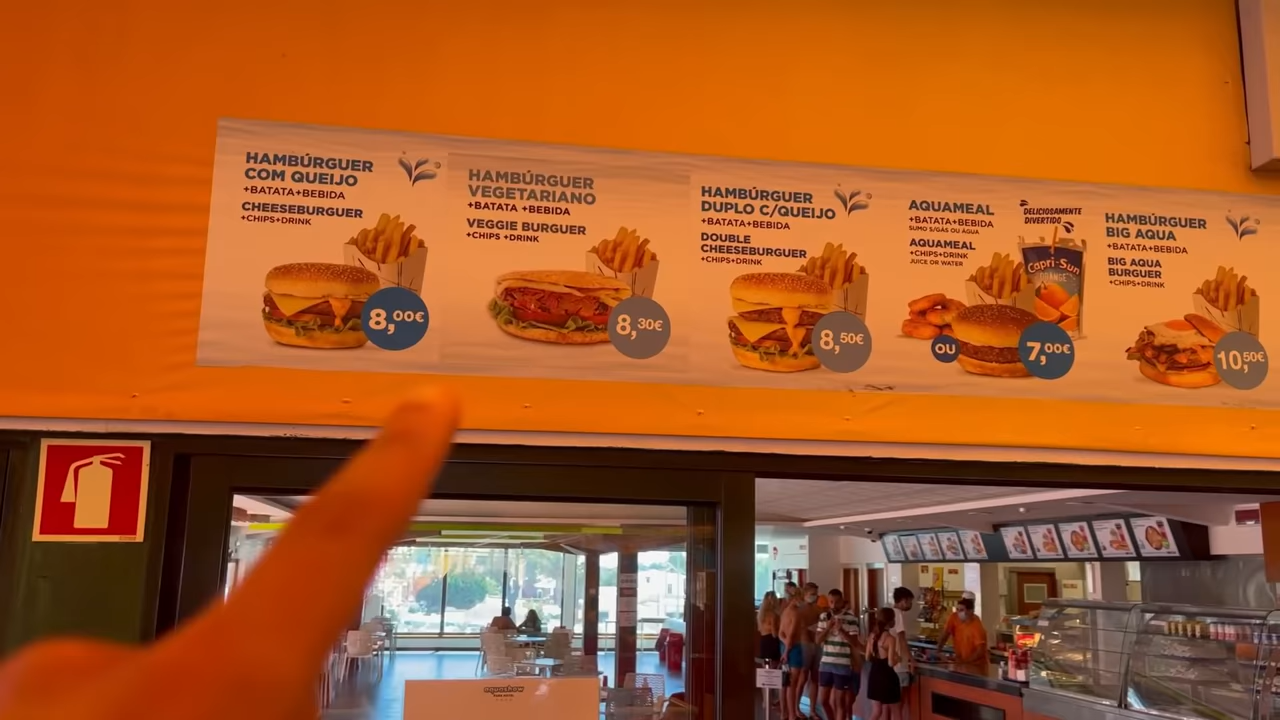 HAMBÚRGUER
COM QUEIJO
+BATATA+BEBIDA
CHEESEBURGUER
+CHIPS+DRINK
8,00€
HAMBÚRGUER
VEGETARIANO
+BATATA +BEBIDA
VEGGIE BURGUER
+CHIPS +DRINK
8,30€
HAMBÚRGUER
DUPLO C/QUEIJO
+BATATA+BEBIDA
DOUBLE
CHEESEBURGUER
+CHIPS+DRINK
8,50€
AQUAMEAL
+BATATA+BEBIDA
SUMO S/GÁS OU ÁGUA
AQUAMEAL
+CHIPS+DRINK
JUICE OR WATER
DELICIOSAMENTE
DIVERTIDO
Capri-Sun
ORANGE
OU
7,00€
HAMBÚRGUER
BIG AQUA
+BATATA+BEBIDA
BIG AQUA
BURGUER
+CHIPS+DRINK
10,50€
aquashow